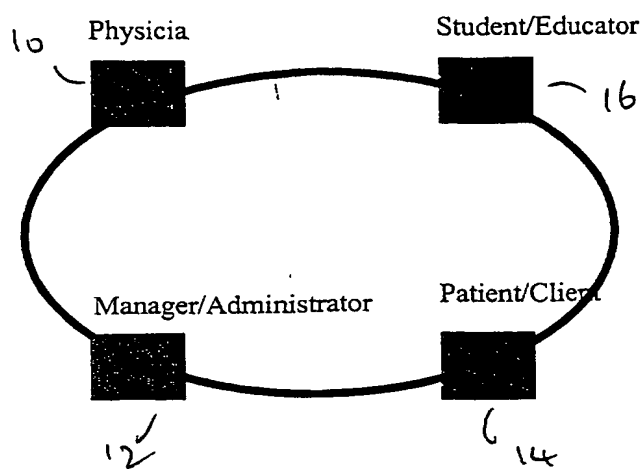 10
Physicia
Student/Educator
16
Manager/Administrator
Patient/Client
12
14